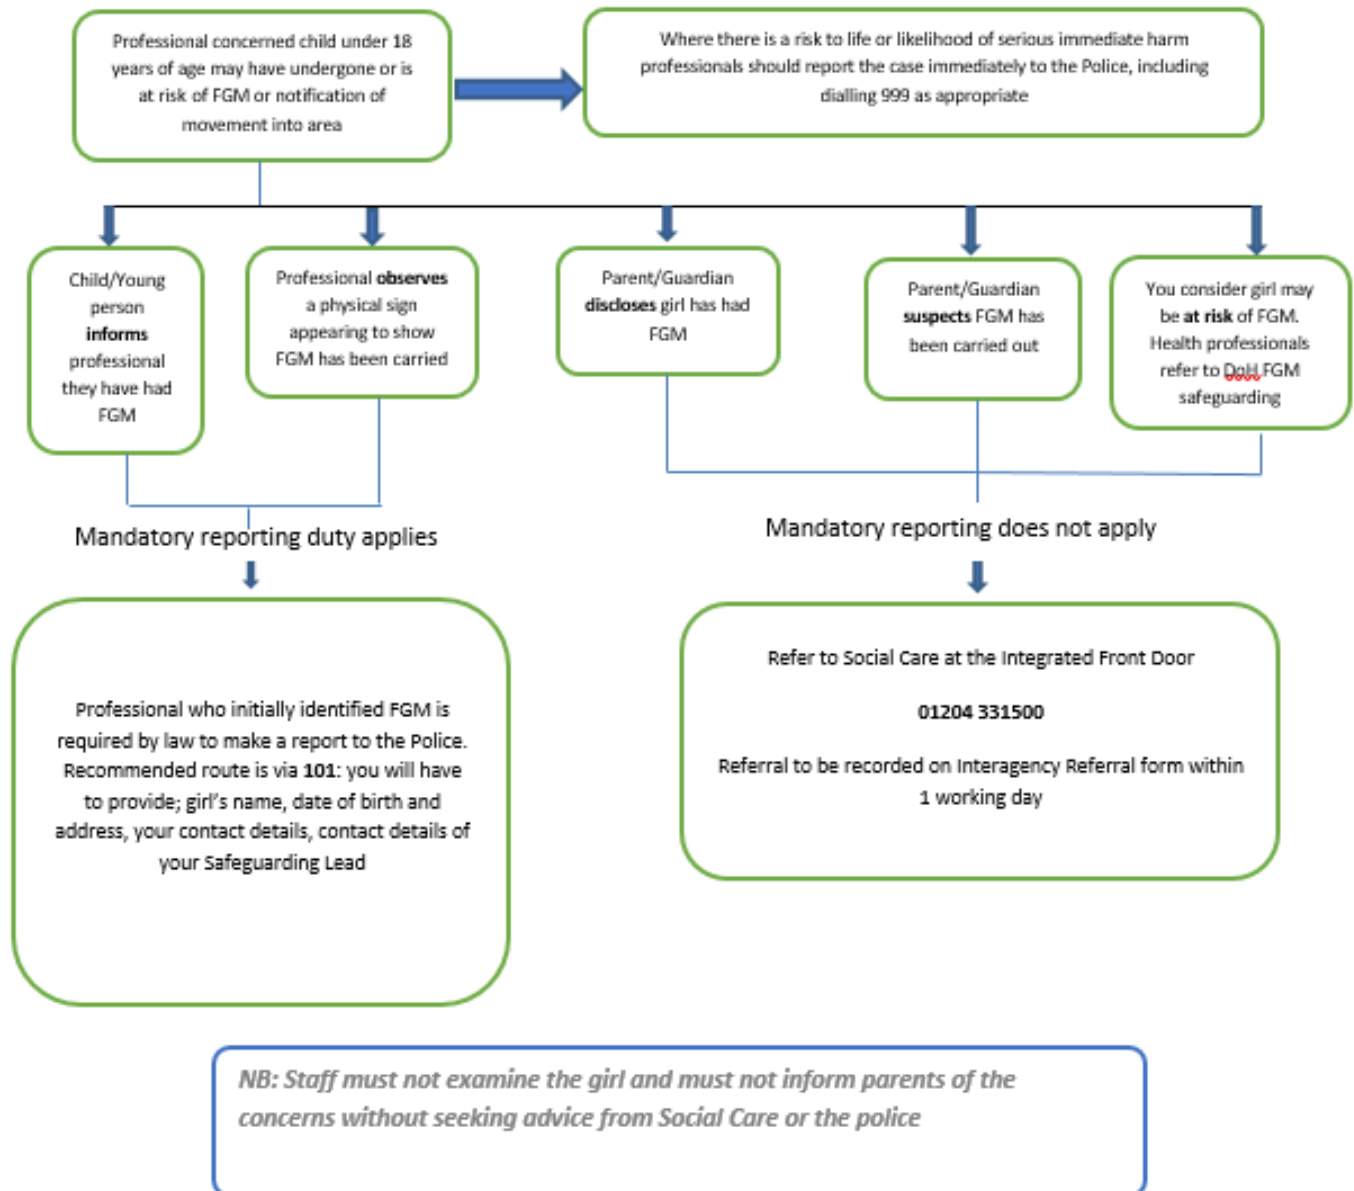 Professional concerned child under 18
years of age may have undergone or is
at risk of FGM or notification of
movement into area
Where there is a risk to life or likelihood of serious immediate harm
professionals should report the case immediately to the Police, including
dialling 999 as appropriate
Child/Young
person
informs
professional
they have had
FGM
Professional observes
a physical sign
appearing to show
FGM has been carried
Parent/Guardian
discloses girl has had
FGM
Parent/Guardian
suspects FGM has
been carried out
You consider girl may
be at risk of FGM.
Health professionals
refer to DoH FGM
safeguarding
Mandatory reporting duty applies
Mandatory reporting does not apply
Professional who initially identified FGM is
required by law to make a report to the Police.
Recommended route is via 101: you will have
to provide; girl's name, date of birth and
address, your contact details, contact details of
your Safeguarding Lead
Refer to Social Care at the Integrated Front Door
01204 331500
Referral to be recorded on Interagency Referral form within
1 working day
NB: Staff must not examine the girl and must not inform parents of the
concerns without seeking advice from Social Care or the police